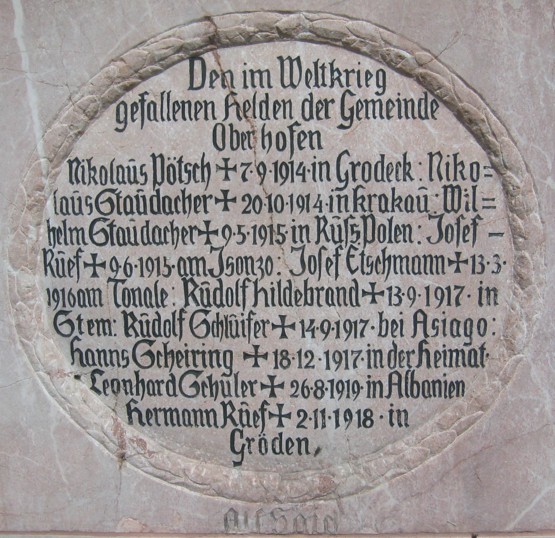 Den im Weltkrieg
gefallenen Helden der Gemeinde
Oberhofen
Nikolaus Pötsch + 7·9·1914·in Grodeck: Niko=
laus Staudacher + 20·10·1914·in Krakau: Wil=
helm Staudacher + 9·5·1915 in Rüss Polen: Josef -
Rüef + 9·6·1915·am Jsonzo: Josef Etschmann + 13·3·
1916 am Tonale: Rudolf Hildebrand + 13·9·1917· in
Stem: Rudolf Schlüifer + 14·9·1917· bei Asiago:
Hanns Scheiring + 18·12·1917·in der Heimat·
Leonhard Schüler + 26·8·1919·in Albanien
Hermann Rüef + 2·11·1918· in
Gröden,